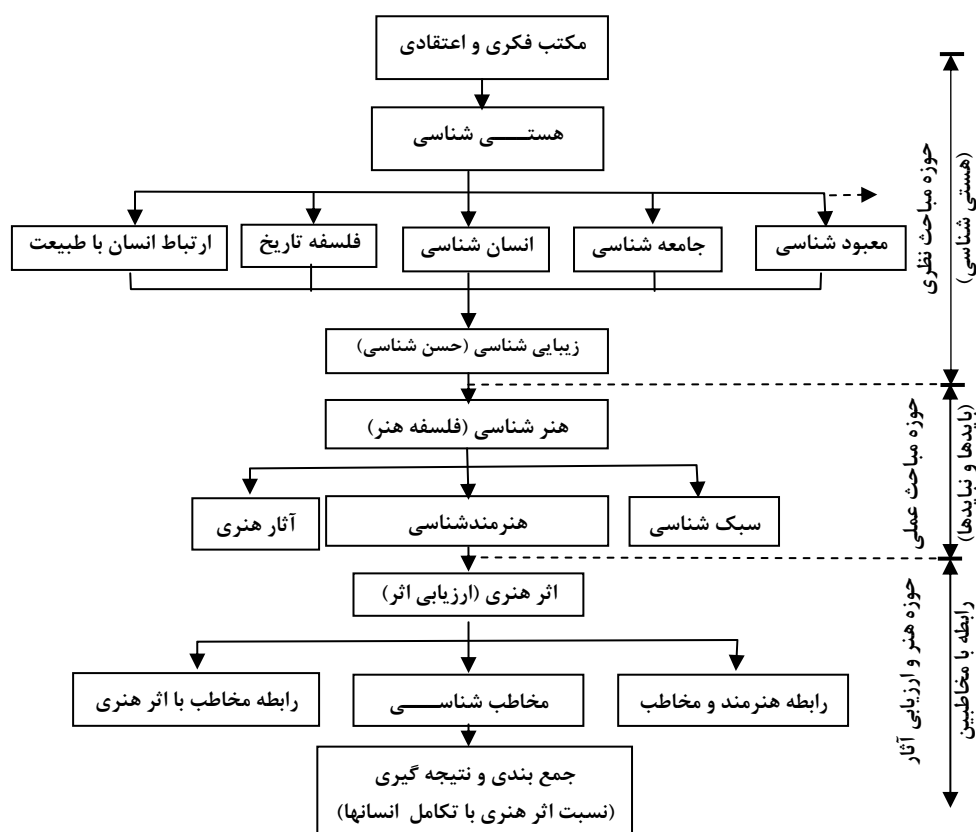 مکتب فکری و اعتقادی
هستـــــی شناسی
معبود شناسی
جامعه شناسی
انسان شناسی
فلسفه تاریخ
ارتباط انسان با طبیعت
زیبایی شناسی (حسن شناسی)
هنر شناسی (فلسفه هنر)
سبک شناسی
هنرمندشناسی
آثار هنری
اثر هنری (ارزیابی اثر)
رابطه هنرمند و مخاطب
مخاطب شناســـــی
رابطه مخاطب با اثر هنری
جمع بندی و نتیجه گیری
(نسبت اثر هنری با تکامل انسانها)
حوزه مباحث نظری
(هستی شناسی)
حوزه مباحث عملی
(بایدها و نبایدها)
حوزه هنر و ارزیابی آثار
رابطه با مخاطبین